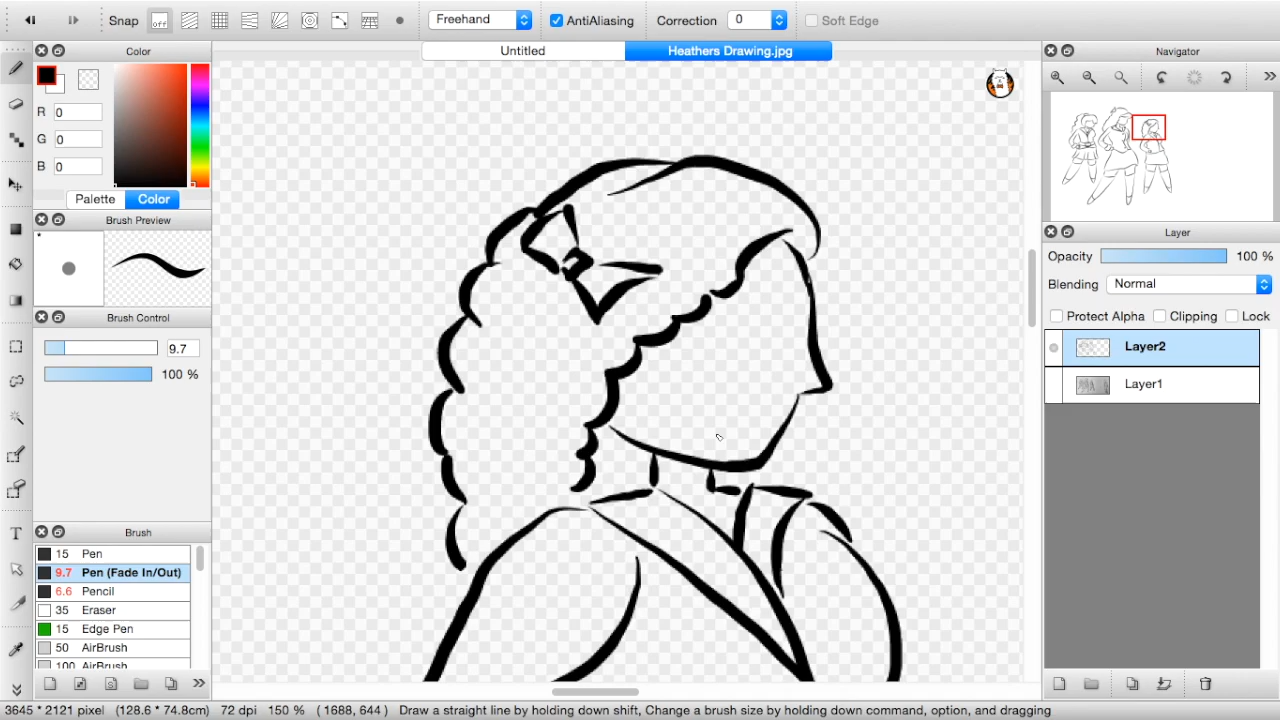 Snap off Freehand AntiAliasing Correction 0 Soft Edge
Color Untitled Heathers Drawing.jpg Navigator
R 0
G 0
B 0
Palette Color
Brush Preview
*
Layer
Opacity 100 %
Blending Normal
Protect Alpha Clipping Lock
Layer2
Layer1
Brush Control
9.7
100 %
Brush
15 Pen
9.7 Pen (Fade In/Out)
6.6 Pencil
35 Eraser
15 Edge Pen
50 AirBrush
100 AirBrush
T
3645 * 2121 pixel (128.6 * 74.8cm) 72 dpi 150 % ( 1688, 644 ) Draw a straight line by holding down shift, Change a brush size by holding down command, option, and dragging